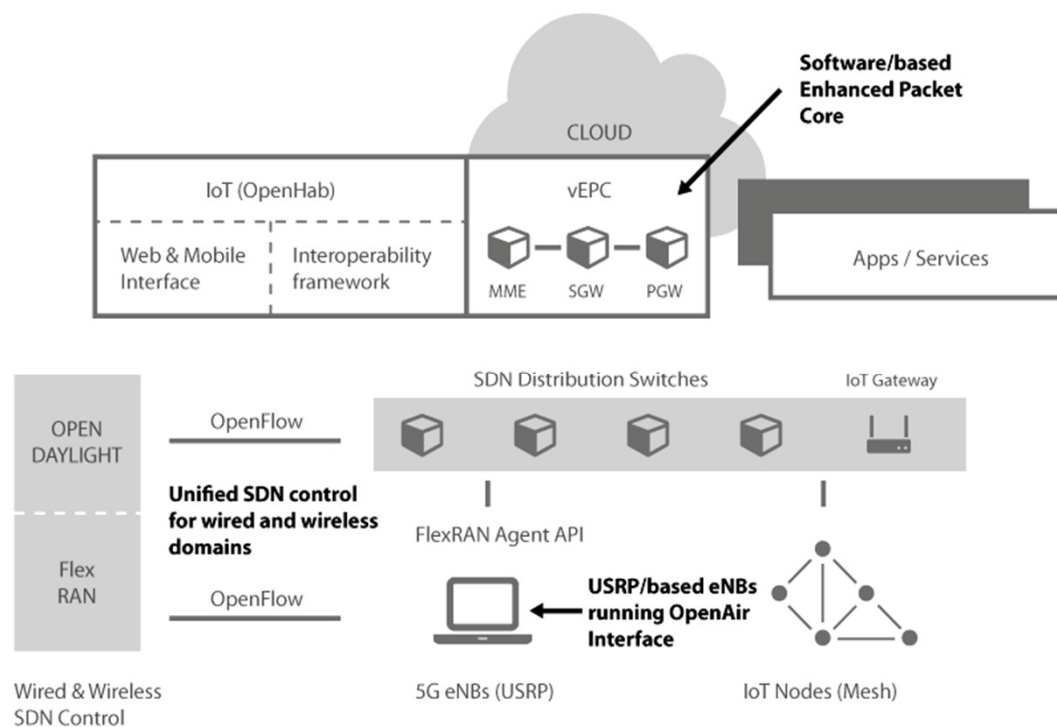 Software/based
Enhanced Packet
Core
CLOUD
IoT (OpenHab)
vEPC
Web & Mobile
Interface
Interoperability
framework
MME
SGW
PGW
Apps / Services
SDN Distribution Switches
IoT Gateway
OPEN
DAYLIGHT
OpenFlow
Unified SDN control
for wired and wireless
domains
FlexRAN Agent API
Flex
RAN
OpenFlow
USRP/based eNBs
running OpenAir
Interface
Wired & Wireless
SDN Control
5G eNBs (USRP)
IoT Nodes (Mesh)